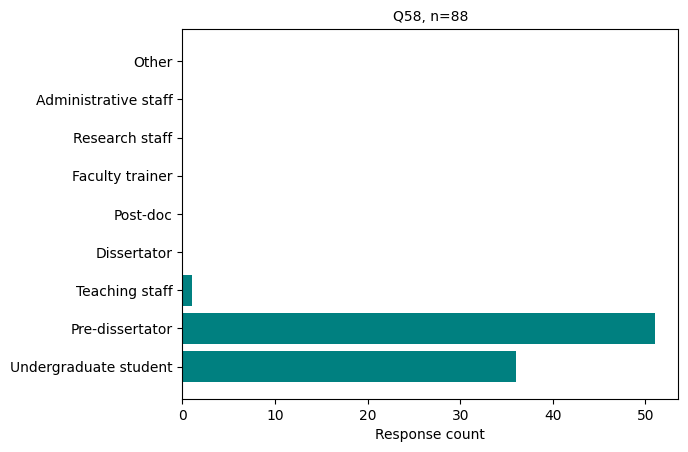 Q58, n=88
Other
Administrative staff
Research staff
Faculty trainer
Post-doc
Dissertator
Teaching staff
Pre-dissertator
Undergraduate student
0 10 20 30 40 50
Response count